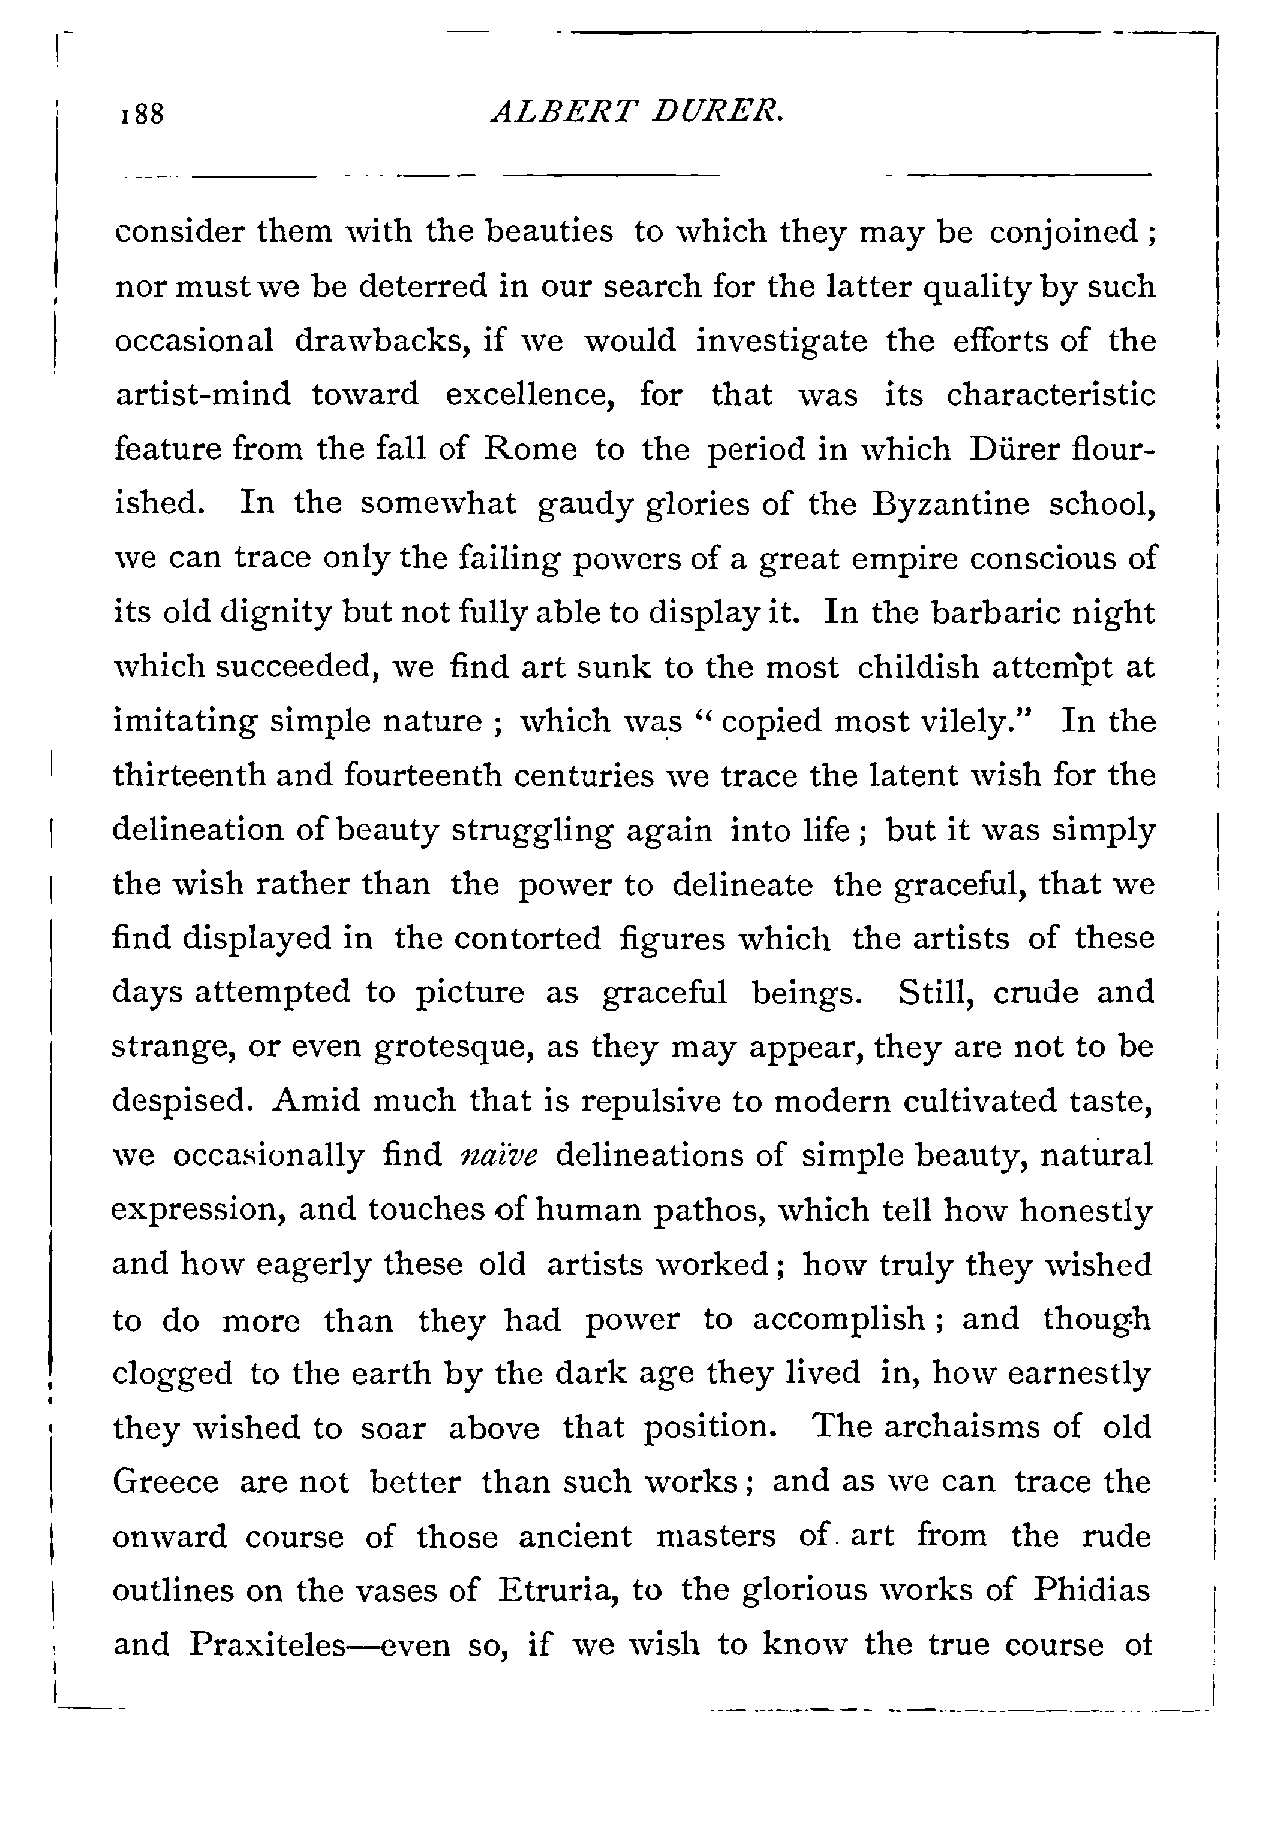 188 ALBERT DURER.
consider them with the beauties to which they may be conjoined ;
nor must we be deterred in our search for the latter quality by such
occasional drawbacks, if we would investigate the efforts of the
artist-mind toward excellence, for that was its characteristic
feature from the fall of Rome to the period in which Dürer flour-
ished. In the somewhat gaudy glories of the Byzantine school,
we can trace only the failing powers of a great empire conscious of
its old dignity but not fully able to display it. In the barbaric night
which succeeded, we find art sunk to the most childish attempt at
imitating simple nature ; which was “ copied most vilely.” In the
thirteenth and fourteenth centuries we trace the latent wish for the
delineation of beauty struggling again into life ; but it was simply
the wish rather than the power to delineate the graceful, that we
find displayed in the contorted figures which the artists of these
days attempted to picture as graceful beings. Still, crude and
strange, or even grotesque, as they may appear, they are not to be
despised. Amid much that is repulsive to modern cultivated taste,
we occasionally find naïve delineations of simple beauty, natural
expression, and touches of human pathos, which tell how honestly
and how eagerly these old artists worked ; how truly they wished
to do more than they had power to accomplish ; and though
clogged to the earth by the dark age they lived in, how earnestly
they wished to soar above that position. The archaisms of old
Greece are not better than such works ; and as we can trace the
onward course of those ancient masters of art from the rude
outlines on the vases of Etruria, to the glorious works of Phidias
and Praxiteles—even so, if we wish to know the true course of